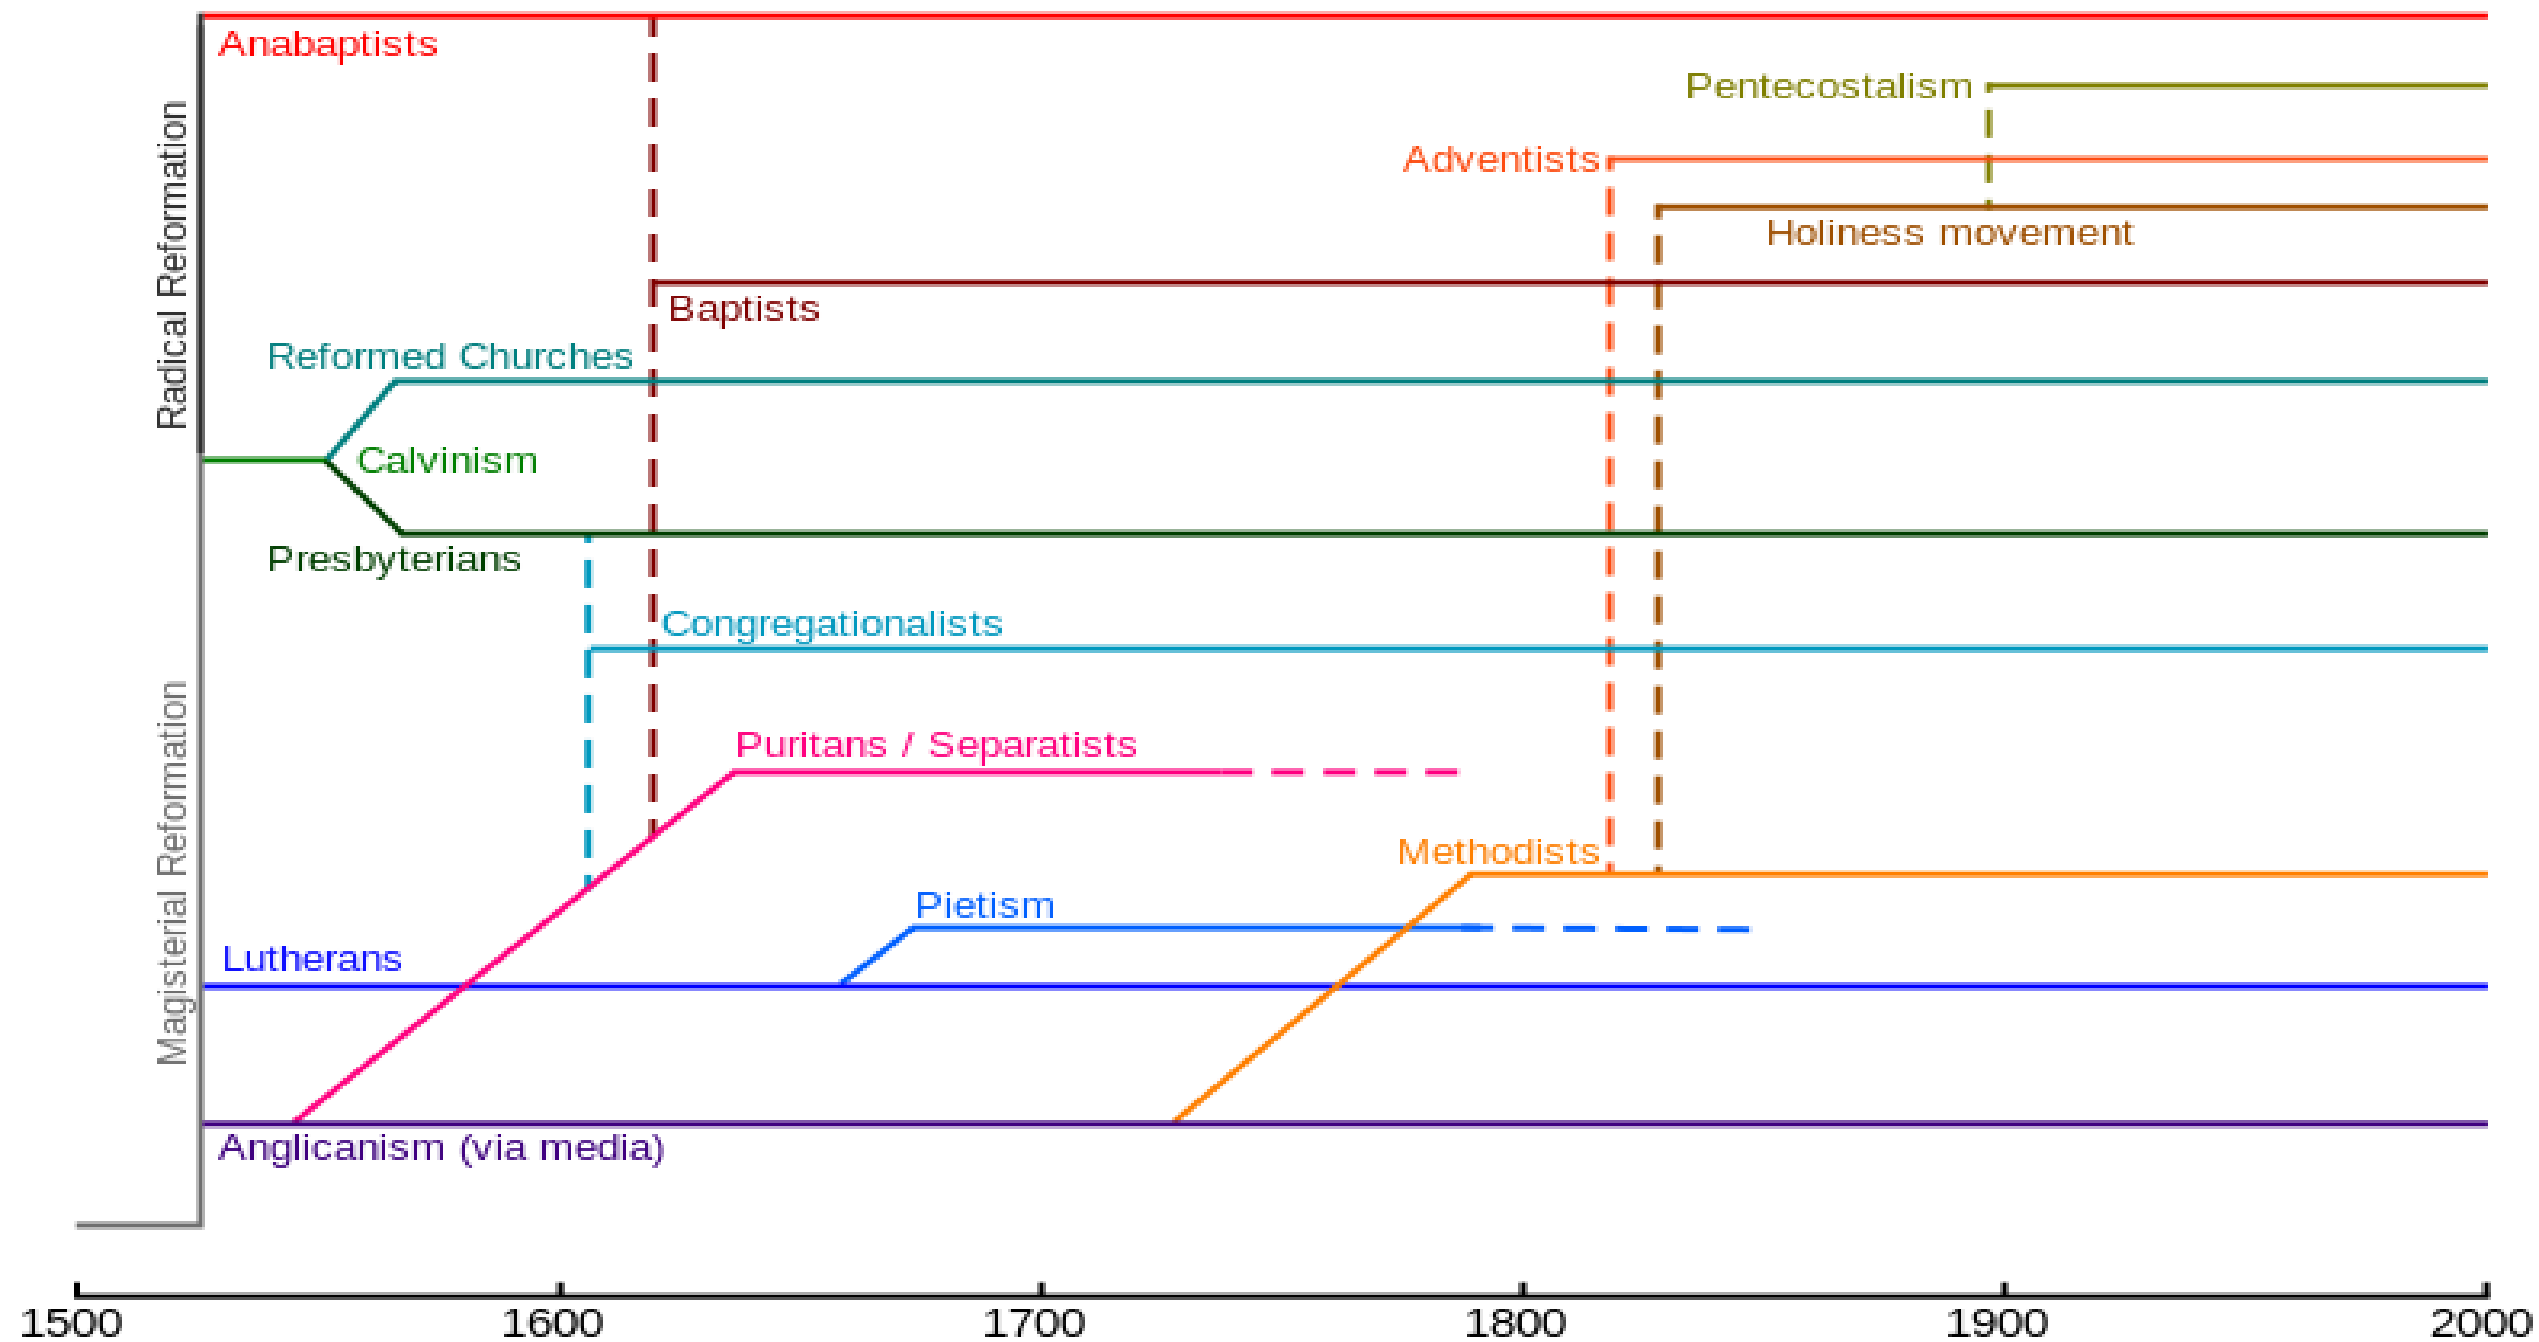 Anabaptists
Pentecostalism
Adventists
Holiness movement
Radical Reformation
Baptists
Reformed Churches
Calvinism
Presbyterians
Congregationalists
Puritans / Separatists
Magisterial Reformation
Methodists
Pietism
Lutherans
Anglicanism (via media)
1500 1600 1700 1800 1900 2000